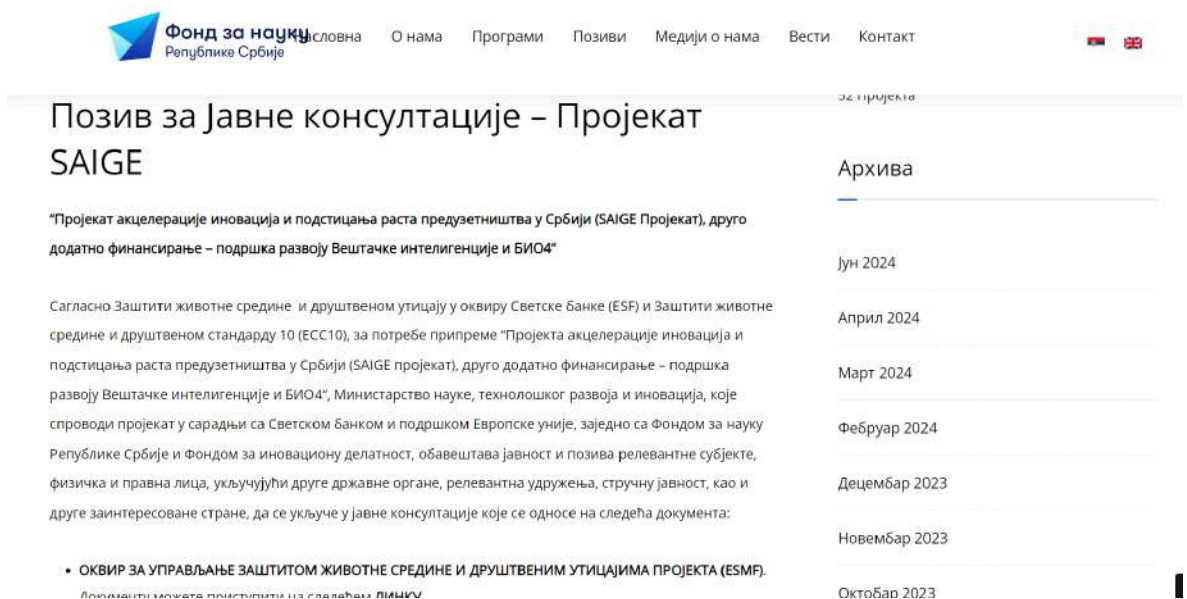 Фонд за науку
Републике Србије
Насловна О нама Програми Позиви Медији о нама Вести Контакт
Позив за Јавне консултације – Пројекат
SAIGE
“Пројекат акцелерације иновација и подстицања раста предузетништва у Србији (SAIGE Пројекат), друго
додатно финансирање – подршка развоју Вештачке интелигенције и БИО4“
Сагласно Заштити животне средине и друштвеном утицају у оквиру Светске банке (ESF) и Заштити животне
средине и друштвеном стандарду 10 (ЕСС10), за потребе припреме “Пројекта акцелерације иновација и
подстицања раста предузетништва у Србији (SAIGE пројекат), друго додатно финансирање – подршка
развоју Вештачке интелигенције и БИО4“, Министарство науке, технолошког развоја и иновација, које
спроводи пројекат у сарадњи са Светском банком и подршком Европске уније, заједно са Фондом за науку
Републике Србије и Фондом за иновациону делатност, обавештава јавност и позива релевантне субјекте,
физичка и правна лица, укључујући друге државне органе, релевантна удружења, стручну јавност, као и
друге заинтересоване стране, да се укључе у јавне консултације које се односе на следећа документа:
• ОКВИР ЗА УПРАВЉАЊЕ ЗАШТИТОМ ЖИВОТНЕ СРЕДИНЕ И ДРУШТВЕНИМ УТИЦАЈИМА ПРОЈЕКТА (ESMF).
Документу можете приступити на следећем ЛИНКУ
52 пројекта
Архива
Јун 2024
Април 2024
Март 2024
Фебруар 2024
Децембар 2023
Новембар 2023
Октобар 2023